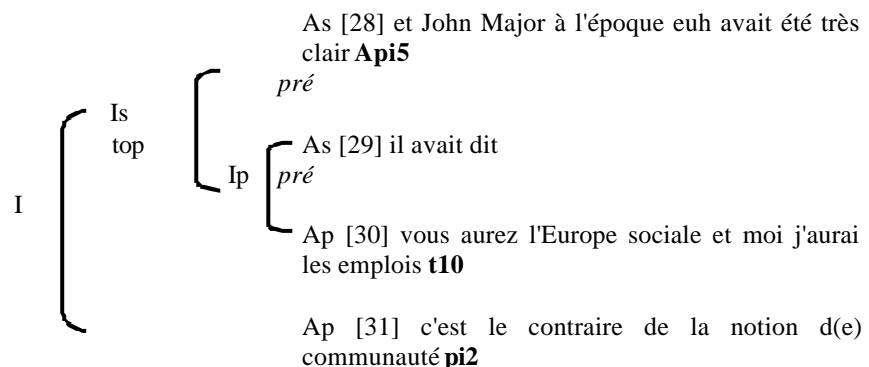 As [28] et John Major à l'époque euh avait été très
clair Api5
pré
Is
top
As [29] il avait dit
Ip pré
I
Ap [30] vous aurez l'Europe sociale et moi j'aurai
les emplois t10
Ap [31] c'est le contraire de la notion d(e)
communauté pi2